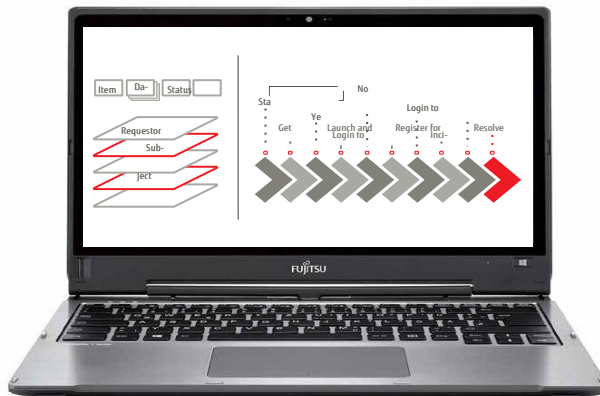 Item
Da-
Status
Requestor
Sub-
ject
No
Sta
Ye
Login to
Get
Launch and
Login to
Register for
Inci-
Resolve
FUJITSU